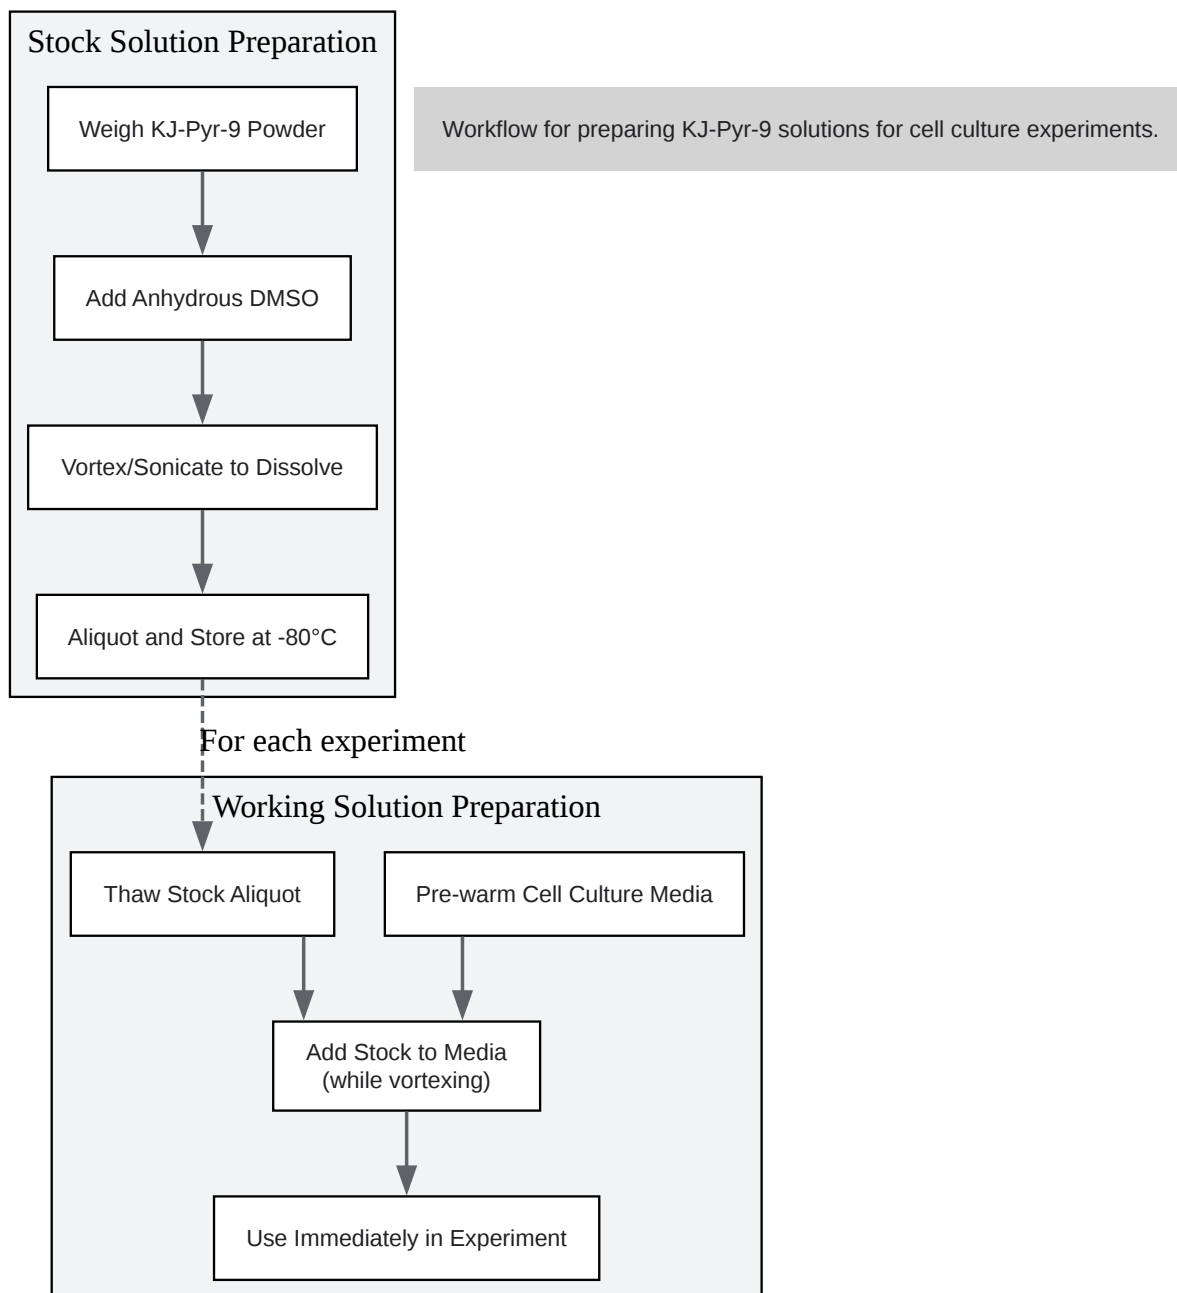 Stock Solution Preparation
Weigh KJ-Pyr-9 Powder
Workflow for preparing KJ-Pyr-9 solutions for cell culture experiments.
Add Anhydrous DMSO
Vortex/Sonicate to Dissolve
Aliquot and Store at -80°C
For each experiment
Working Solution Preparation
Thaw Stock Aliquot
Pre-warm Cell Culture Media
Add Stock to Media
(while vortexing)
Use Immediately in Experiment